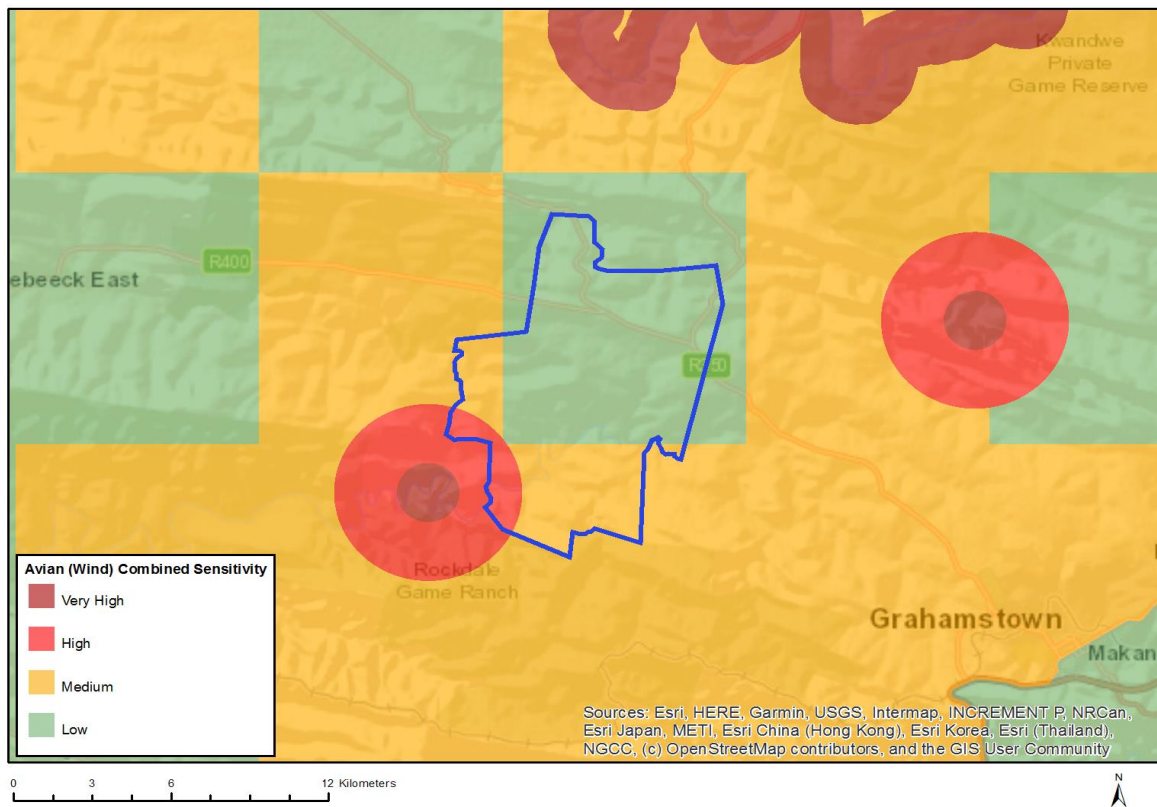 Kwandwe
Private
Game Reserve
R400
ebeeck East
Rockdale
Game Ranch
Grahamstown
Makan
Avian (Wind) Combined Sensitivity
Very High
High
Medium
Low
Sources: Esri, HERE, Garmin, USGS, Intermap, INCREMENT P, NRCan,
Esri Japan, METI, Esri China (Hong Kong), Esri Korea, Esri (Thailand),
NGCC, (c) OpenStreetMap contributors, and the GIS User Community
0 3 6 12 Kilometers
N